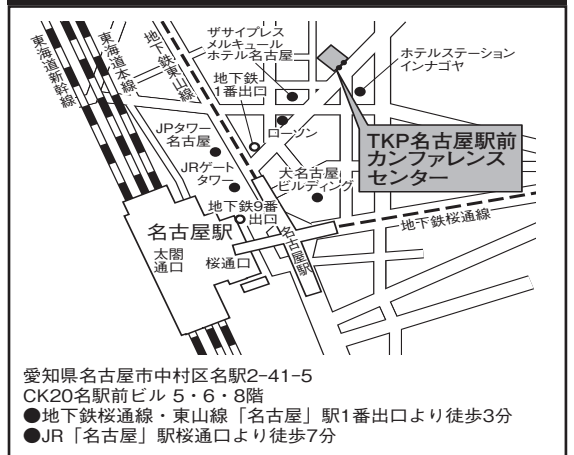 東海道新幹線
東海道本線
地下鉄東山線
ザサイプレス
メルキュール
ホテル名古屋
地下鉄
1番出口
ホテルステーション
インナゴヤ
JPタワー
名古屋
ローソン
TKP名古屋駅前
カンファレンス
センター
JRゲート
タワー
大名古屋
ビルディング
地下鉄9番
出口
名古屋駅
太閤
通口
桜通口
名古屋駅
地下鉄桜通線
愛知県名古屋市中村区名駅2-41-5
CK20名駅前ビル 5・6・8階
●地下鉄桜通線・東山線「名古屋」駅1番出口より徒歩3分
●JR「名古屋」駅桜通口より徒歩7分